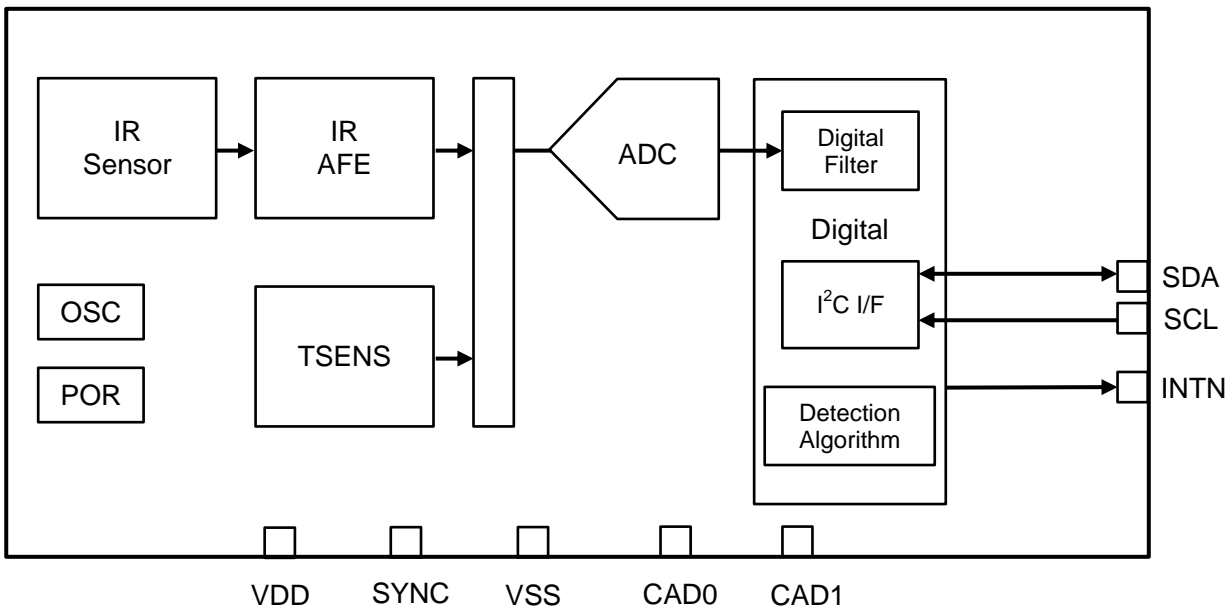 IR
Sensor
IR
AFE
ADC
Digital
Filter
Digital
I²C I/F
SDA
SCL
OSC
TSENS
POR
INTN
Detection
Algorithm
VDD
SYNC
VSS
CAD0
CAD1